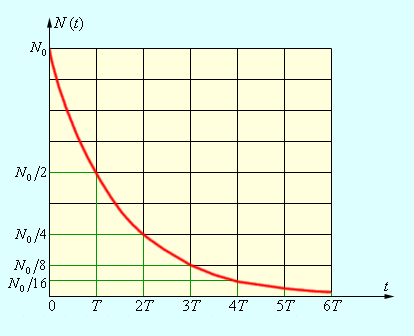 N (t)
N₀
N₀/2
N₀/4
N₀/8
N₀/16
0 T 2T 3T 4T 5T 6T
t